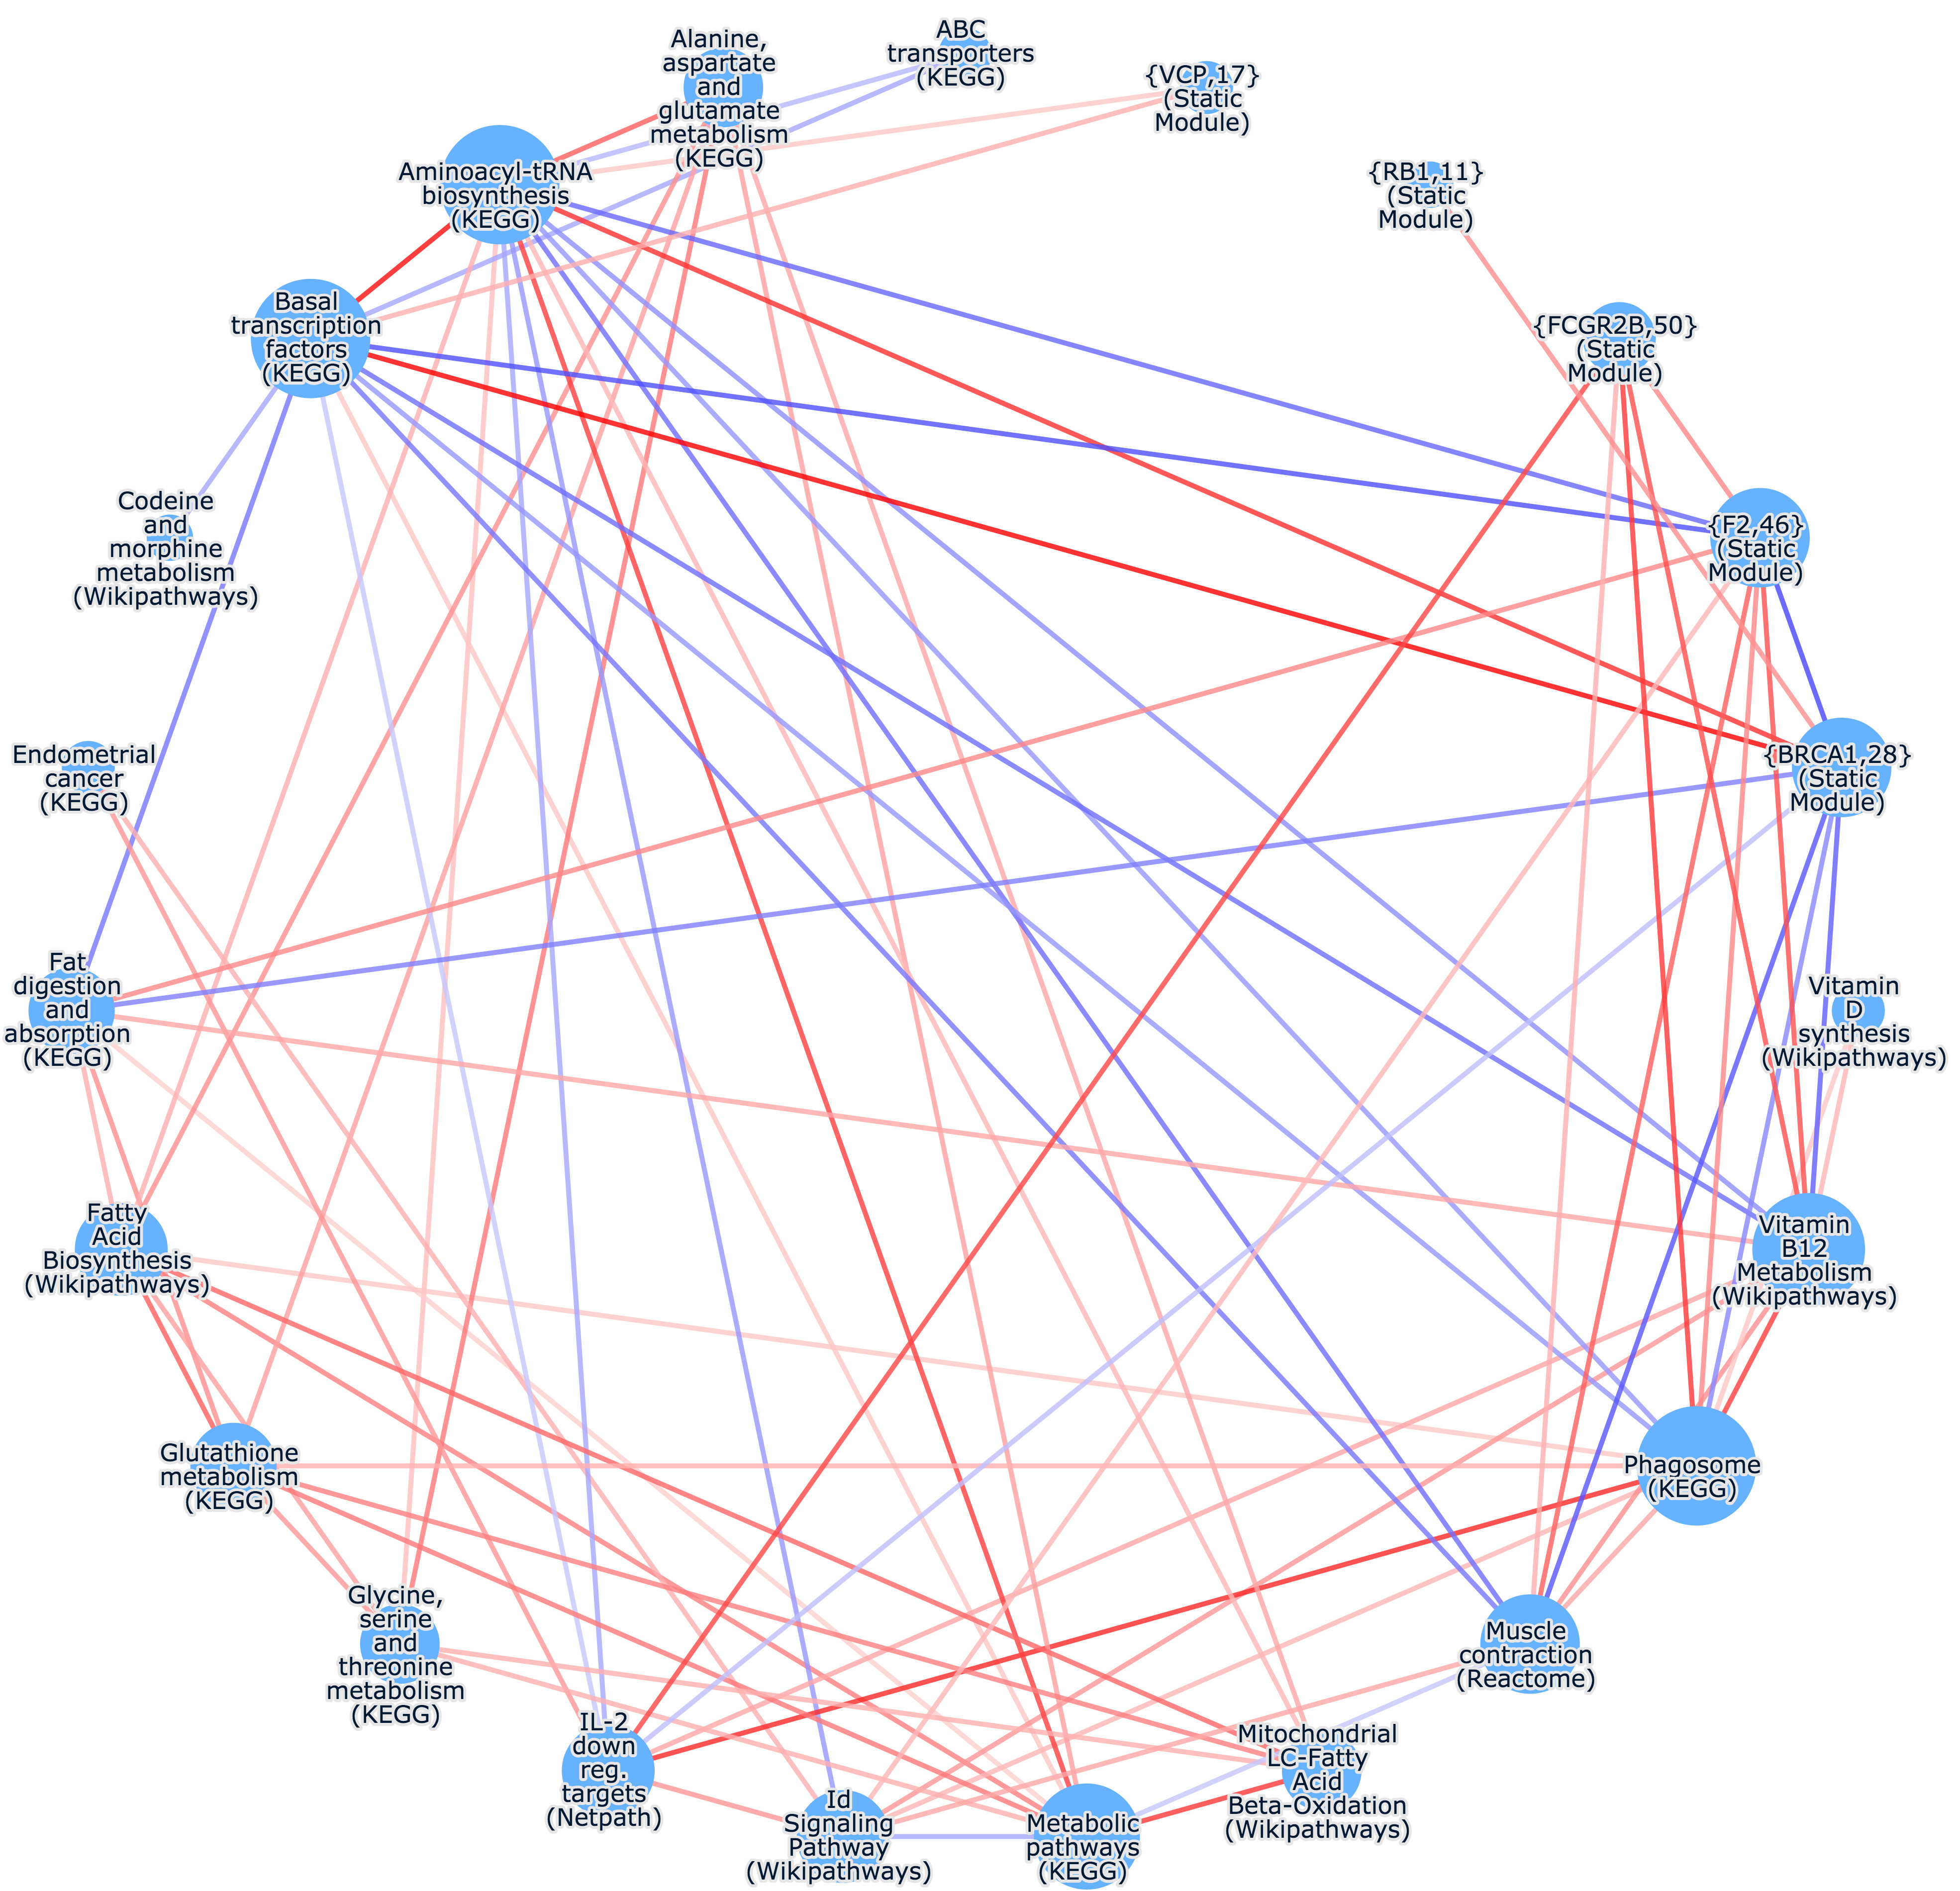 Alanine,
aspartate
and
glutamate
metabolism
(KEGG)
ABC
transporters
(KEGG)
{VCP,17}
(Static
Module)
{RB1,11}
(Static
Module)
Aminoacyl-tRNA
biosynthesis
(KEGG)
Basal
transcription
factors
(KEGG)
{FCGR2B,50}
(Static
Module)
Codeine
and
morphine
metabolism
(Wikipathways)
{F2,46}
(Static
Module)
Endometrial
cancer
(KEGG)
{BRCA1,28}
(Static
Module)
Fat
digestion
and
absorption
(KEGG)
Vitamin
D
synthesis
(Wikipathways)
Fatty
Acid
Biosynthesis
(Wikipathways)
Vitamin
B12
Metabolism
(Wikipathways)
Glutathione
metabolism
(KEGG)
Phagosome
(KEGG)
Glycine,
serine
and
threonine
metabolism
(KEGG)
Muscle
contraction
(Reactome)
IL-2
down
reg.
targets
(Netpath)
Id
Signaling
Pathway
(Wikipathways)
Metabolic
pathways
(KEGG)
Mitochondrial
LC-Fatty
Acid
Beta-Oxidation
(Wikipathways)